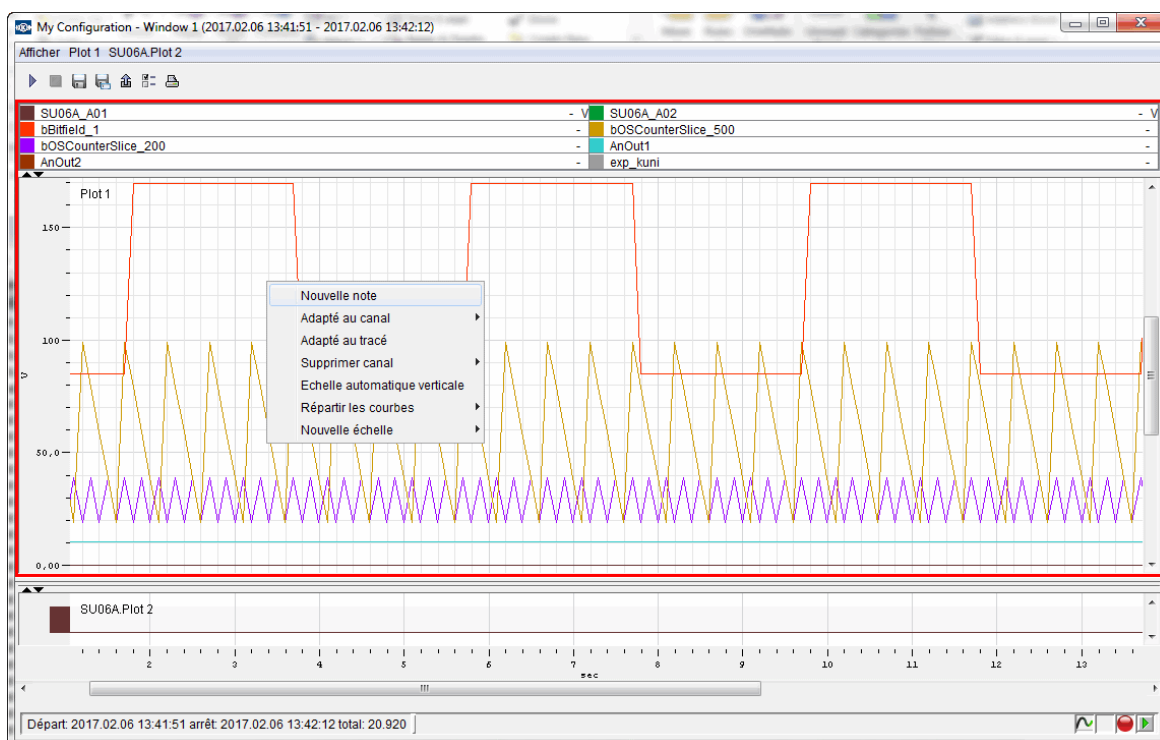 My Configuration - Window 1 (2017.02.06 13:41:51 - 2017.02.06 13:42:12)
Afficher Plot 1 SU06A.Plot 2
SU06A_A01 - V SU06A_A02 - V
bBitfield_1 - bOSCounterSlice_500 -
bOSCounterSlice_200 - AnOut1 -
AnOut2 - exp_kuni -
Plot 1
150
Nouvelle note
Adapté au canal
100
Adapté au tracé
Supprimer canal
V
Echelle automatique verticale
Répartir les courbes
Nouvelle échelle
50,0
0,00
SU06A.Plot 2
2 3 4 5 6 7 8 9 10 11 12 13
sec
Départ: 2017.02.06 13:41:51 arrêt: 2017.02.06 13:42:12 total: 20.920